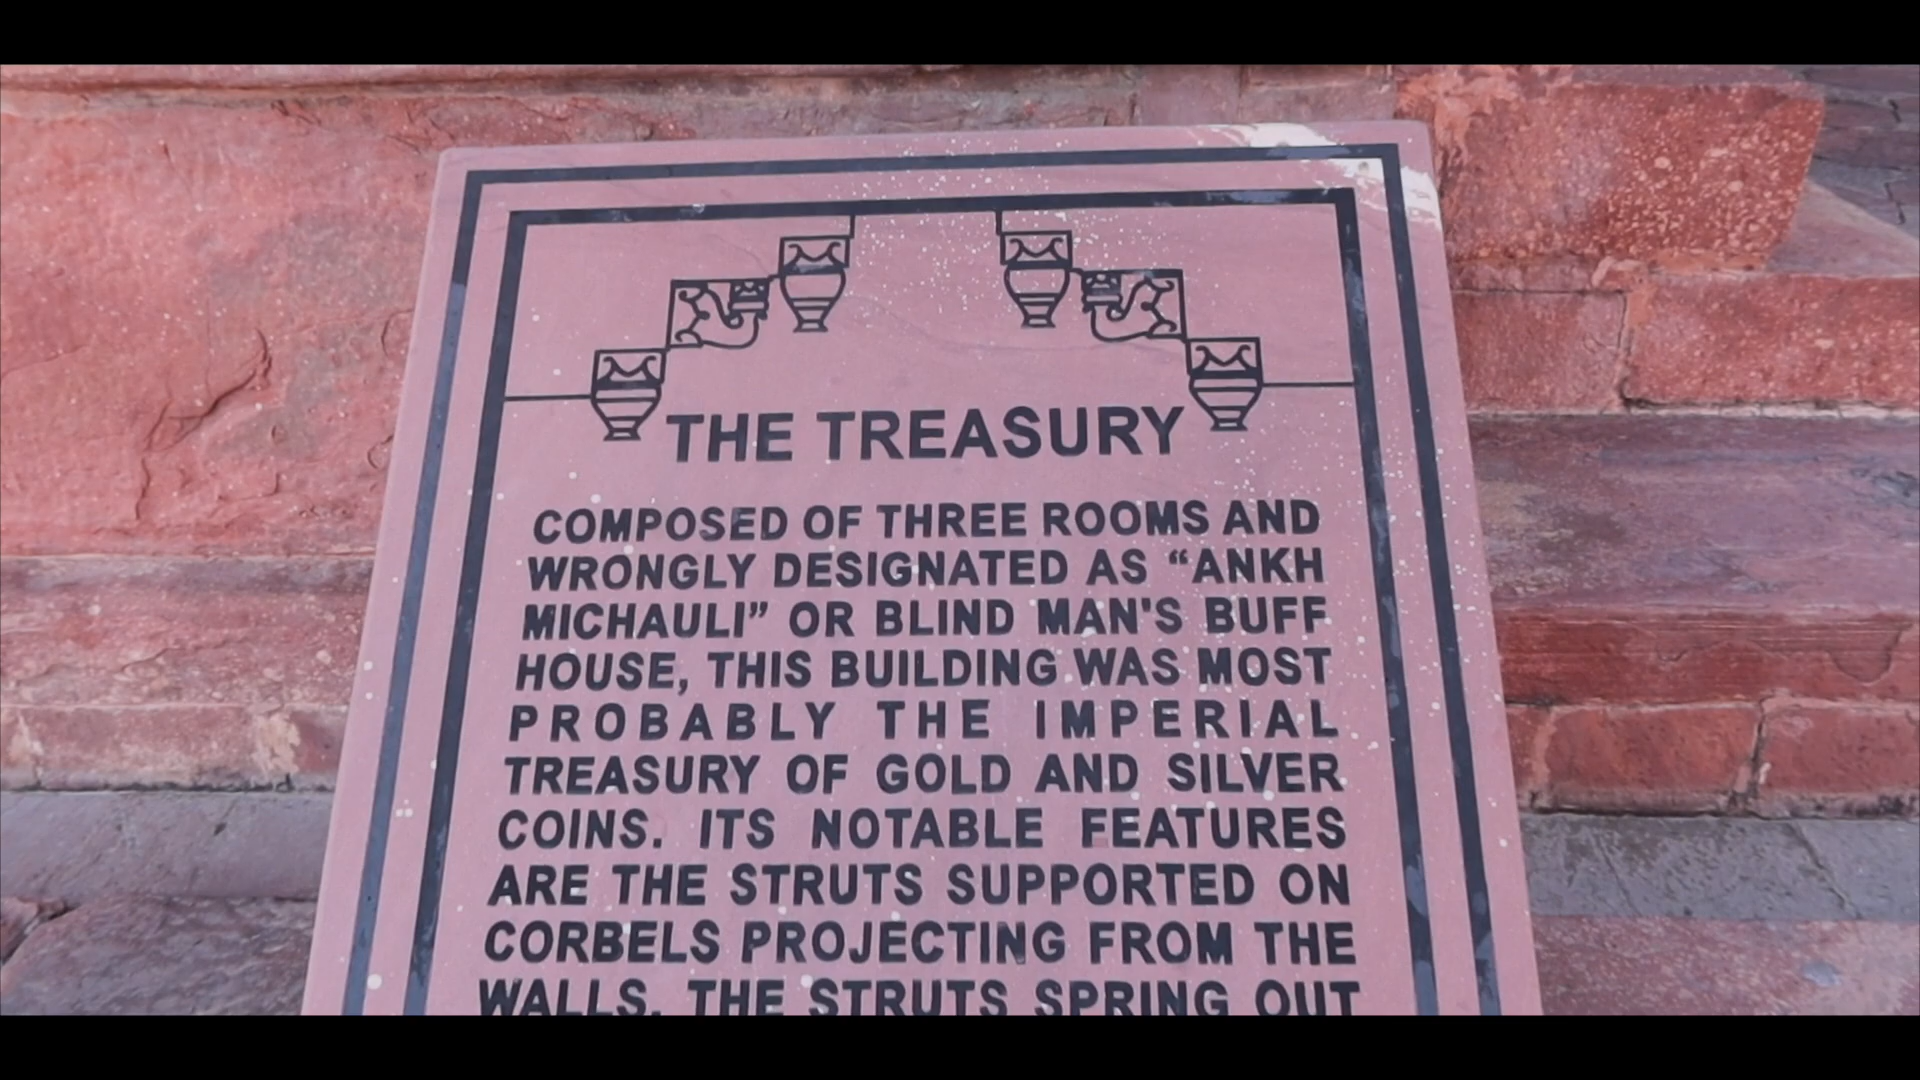 THE TREASURY
COMPOSED OF THREE ROOMS AND
WRONGLY DESIGNATED AS “ANKH
MICHAULI” OR BLIND MAN'S BUFF
HOUSE, THIS BUILDING WAS MOST
PROBABLY THE IMPERIAL
TREASURY OF GOLD AND SILVER
COINS. ITS NOTABLE FEATURES
ARE THE STRUTS SUPPORTED ON
CORBELS PROJECTING FROM THE
WALLS. THE STRUTS SPRING OUT